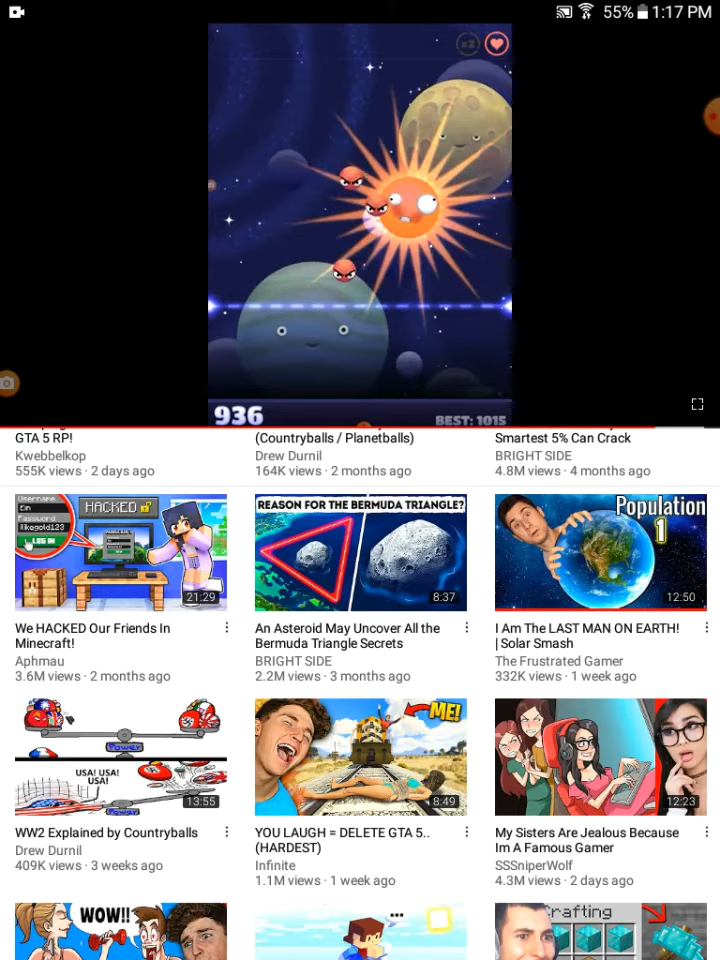 55% 1:17 PM
x2
936
BEST: 1015
GTA 5 RP!
Kwebbelkop
555K views · 2 days ago
(Countryballs / Planetballs)
Drew Durnil
164K views · 2 months ago
Smartest 5% Can Crack
BRIGHT SIDE
4.8M views · 4 months ago
Username
Password
likegold123
LOG IN
HACKED
21:29
We HACKED Our Friends In
Minecraft!
Aphmau
3.6M views · 2 months ago
REASON FOR THE BERMUDA TRIANGLE?
8:37
An Asteroid May Uncover All the
Bermuda Triangle Secrets
BRIGHT SIDE
2.2M views · 3 months ago
Population
1
12:50
I Am The LAST MAN ON EARTH!
| Solar Smash
The Frustrated Gamer
332K views · 1 week ago
Power
USA! USA!
USA!
Power
13:55
WW2 Explained by Countryballs
Drew Durnil
409K views · 3 weeks ago
ME!
8:49
YOU LAUGH = DELETE GTA 5..
(HARDEST)
Infinite
1.1M views · 1 week ago
12:23
My Sisters Are Jealous Because
Im A Famous Gamer
SSSniperWolf
4.3M views · 2 days ago
WOW!!
...
Crafting